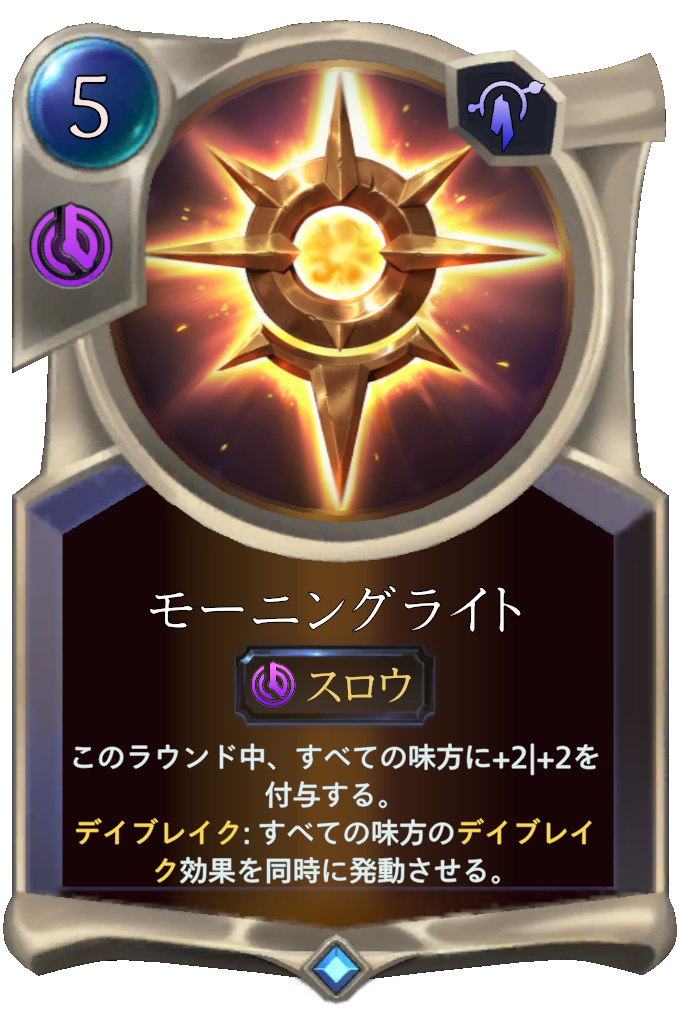 5
モーニングライト
スロウ
このラウンド中、すべての味方に+2|+2を
付与する。
デイブレイク: すべての味方のデイブレイ
ク効果を同時に発動させる。